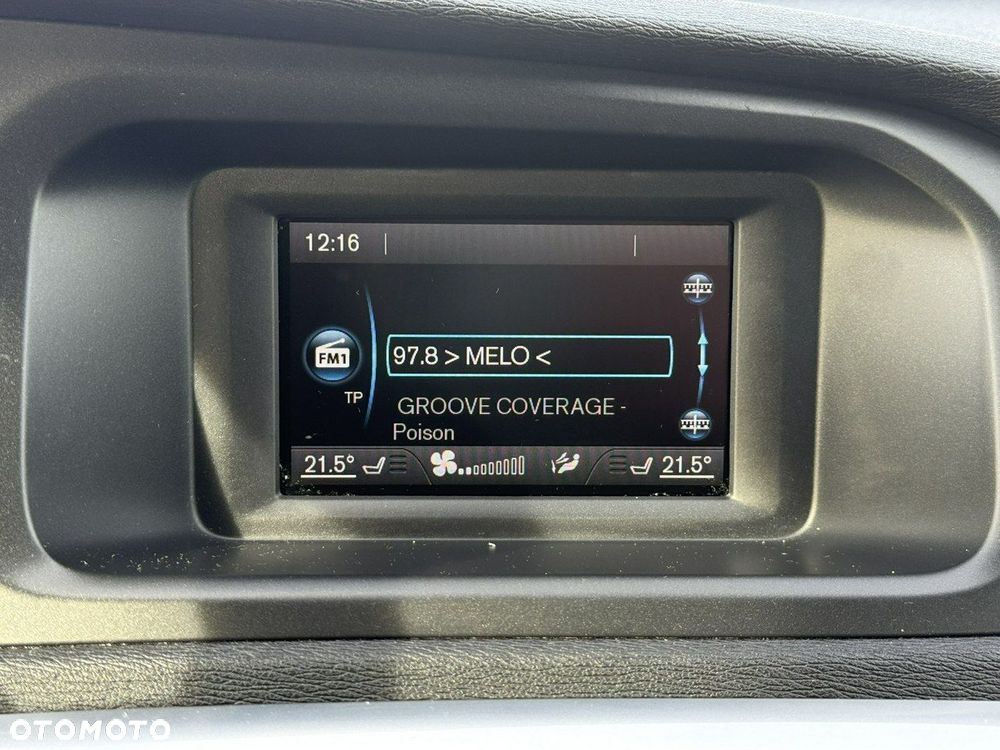 12:16
FM1
TP
97.8 > MELO <
GROOVE COVERAGE -
Poison
21.5°
21.5°
OTOMOTO